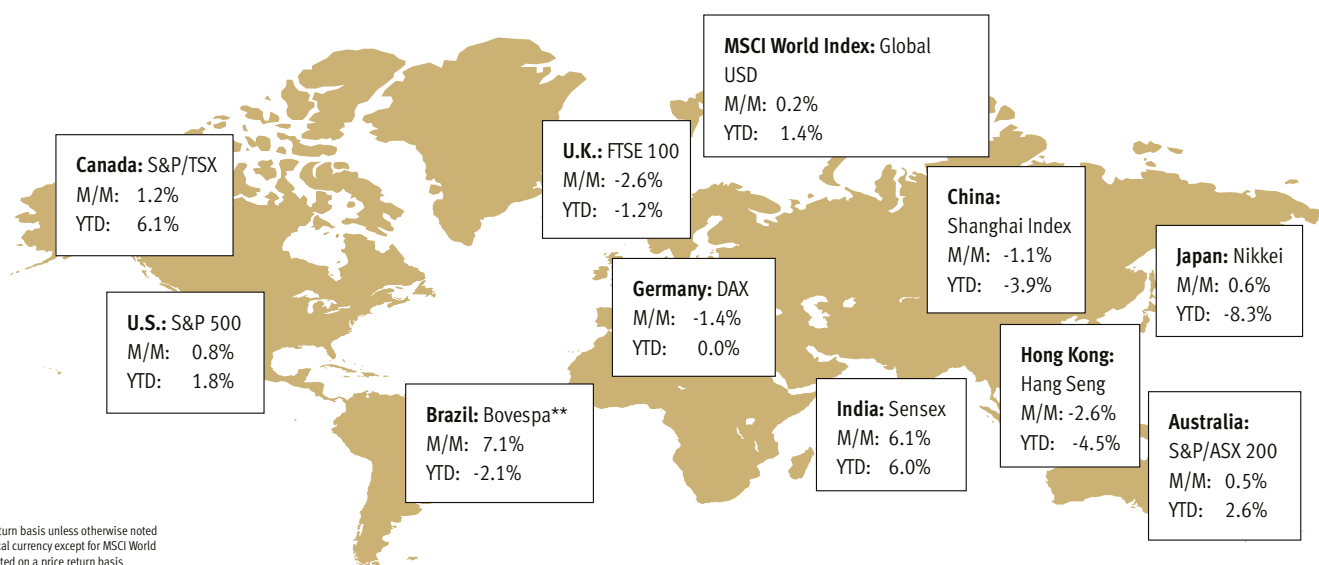 MSCI World Index: Global
USD
M/M: 0.2%
YTD: 1.4%
Canada: S&P/TSX
M/M: 1.2%
YTD: 6.1%
U.K.: FTSE 100
M/M: -2.6%
YTD: -1.2%
China:
Shanghai Index
M/M: -1.1%
YTD: -3.9%
Japan: Nikkei
M/M: 0.6%
YTD: -8.3%
Germany: DAX
M/M: -1.4%
YTD: 0.0%
U.S.: S&P 500
M/M: 0.8%
YTD: 1.8%
Hong Kong:
Hang Seng
M/M: -2.6%
YTD: -4.5%
Brazil: Bovespa**
M/M: 7.1%
YTD: -2.1%
India: Sensex
M/M: 6.1%
YTD: 6.0%
Australia:
S&P/ASX 200
M/M: 0.5%
YTD: 2.6%
basis unless otherwise noted
currency except for MSCI World
on a price return basis